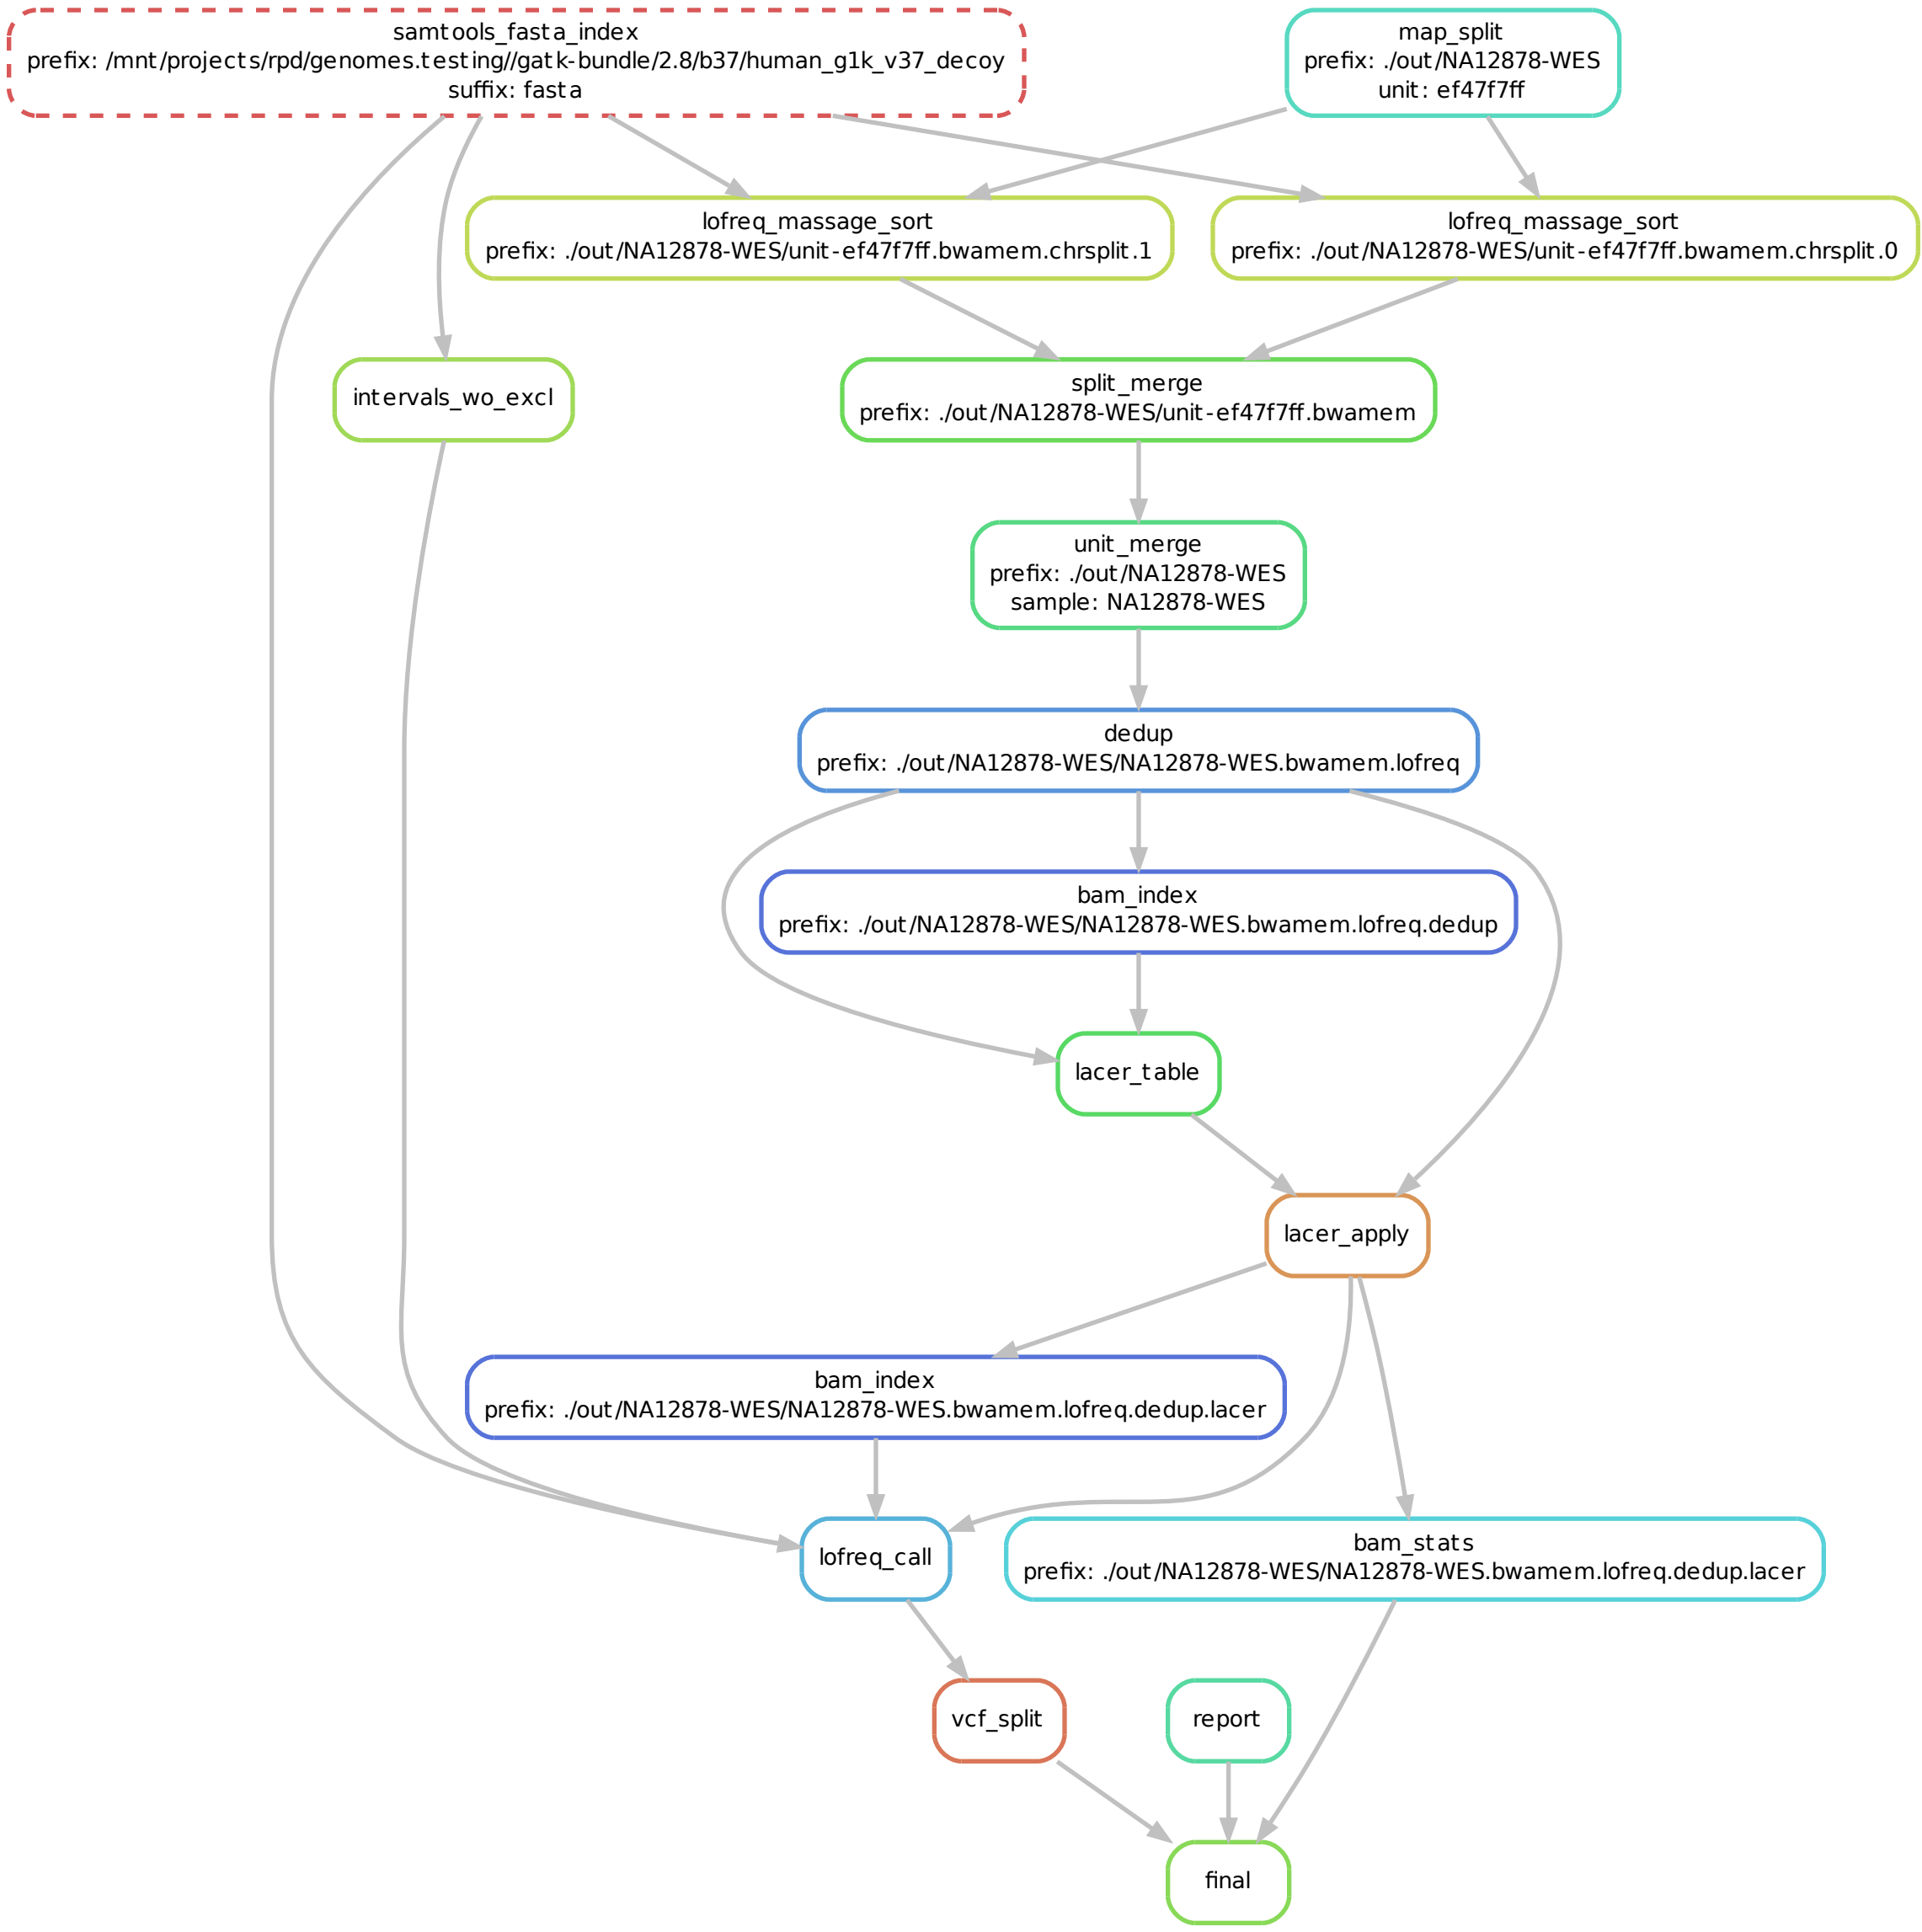 samtools_fasta_index
prefix: /mnt/projects/rpd/genomes.testing//gatk-bundle/2.8/b37/human_g1k_v37_decoy
suffix: fasta
map_split
prefix: ./out/NA12878-WES
unit: ef47f7ff
lofreq_massage_sort
prefix: ./out/NA12878-WES/unit-ef47f7ff.bwamem.chrsplit.1
lofreq_massage_sort
prefix: ./out/NA12878-WES/unit-ef47f7ff.bwamem.chrsplit.0
intervals_wo_excl
split_merge
prefix: ./out/NA12878-WES/unit-ef47f7ff.bwamem
unit_merge
prefix: ./out/NA12878-WES
sample: NA12878-WES
dedup
prefix: ./out/NA12878-WES/NA12878-WES.bwamem.lofreq
bam_index
prefix: ./out/NA12878-WES/NA12878-WES.bwamem.lofreq.dedup
lacer_table
lacer_apply
bam_index
prefix: ./out/NA12878-WES/NA12878-WES.bwamem.lofreq.dedup.lacer
lofreq_call
bam_stats
prefix: ./out/NA12878-WES/NA12878-WES.bwamem.lofreq.dedup.lacer
vcf_split
report
final